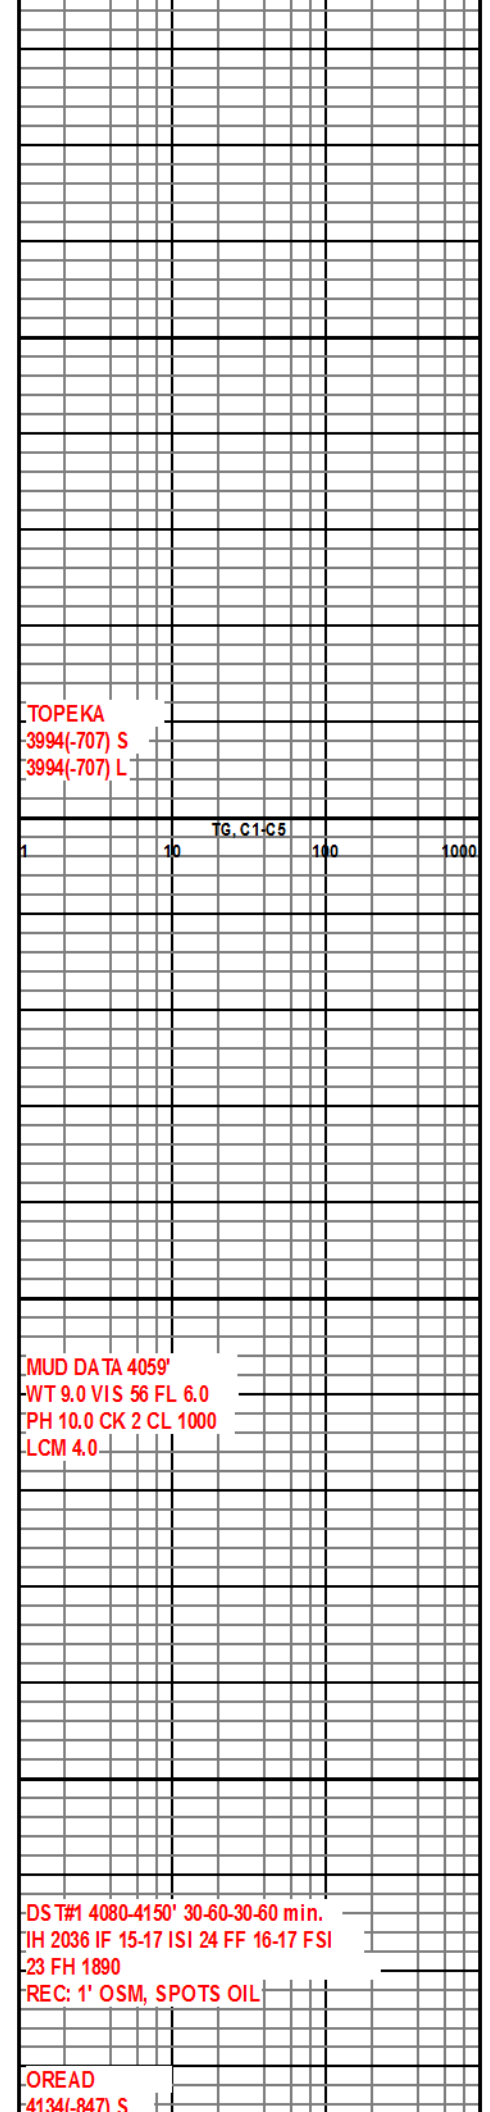 TOPEKA
3994(-707) S
3994(-707) L
TG, C1-C5
1 10 100 1000
MUD DATA 4059'
WT 9.0 VIS 56 FL 6.0
PH 10.0 CK 2 CL 1000
LCM 4.0
DST#1 4080-4150' 30-60-30-60 min.
IH 2036 IF 15-17 ISI 24 FF 16-17 FSI
23 FH 1890
REC: 1' OSM, SPOTS OIL
OREAD
4134(-847) S